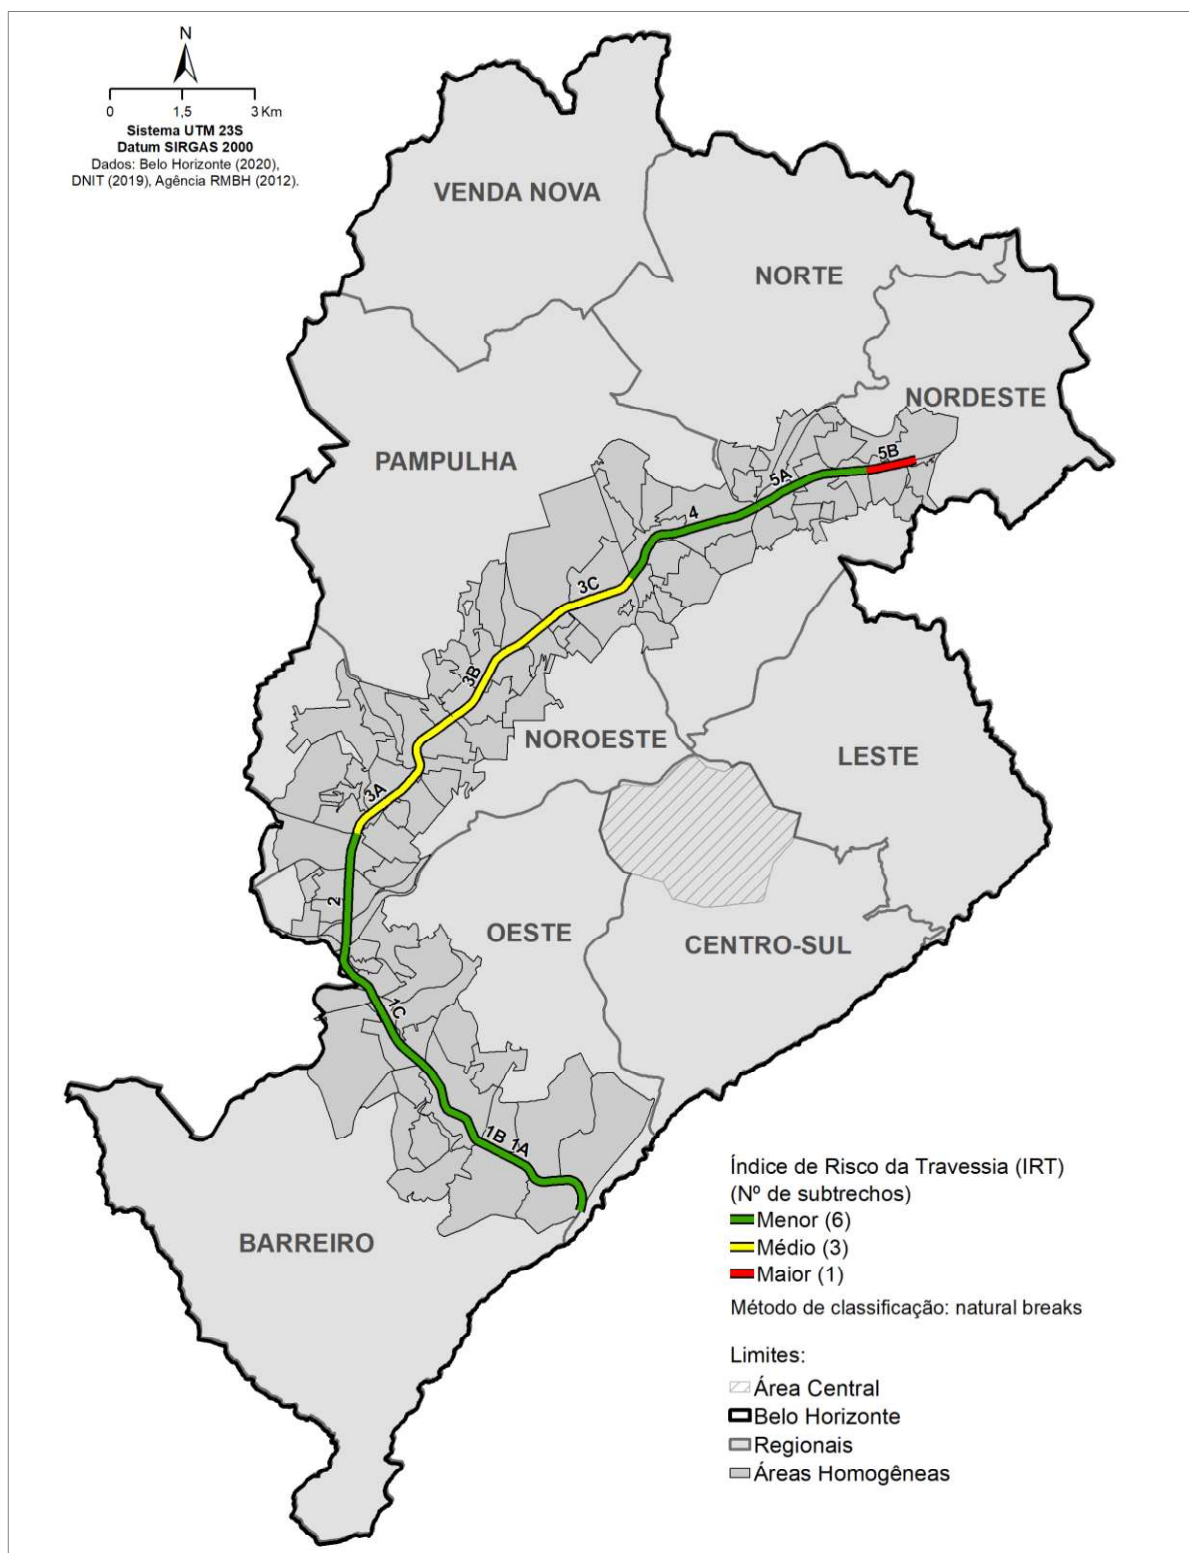 N
0 1,5 3 Km
Sistema UTM 23S
Datum SIRGAS 2000
Dados: Belo Horizonte (2020),
DNIT (2019), Agência RMBH (2012).
VENDA NOVA
NORTE
NORDESTE
PAMPULHA
5B
5A
4
3C
3B
NOROESTE
LESTE
3A
2
OESTE
CENTRO-SUL
1C
1B 1A
BARREIRO
Índice de Risco da Travessia (IRT)
(Nº de subtrechos)
Menor (6)
Médio (3)
Maior (1)
Método de classificação: natural breaks
Limites:
Área Central
Belo Horizonte
Regionais
Áreas Homogêneas